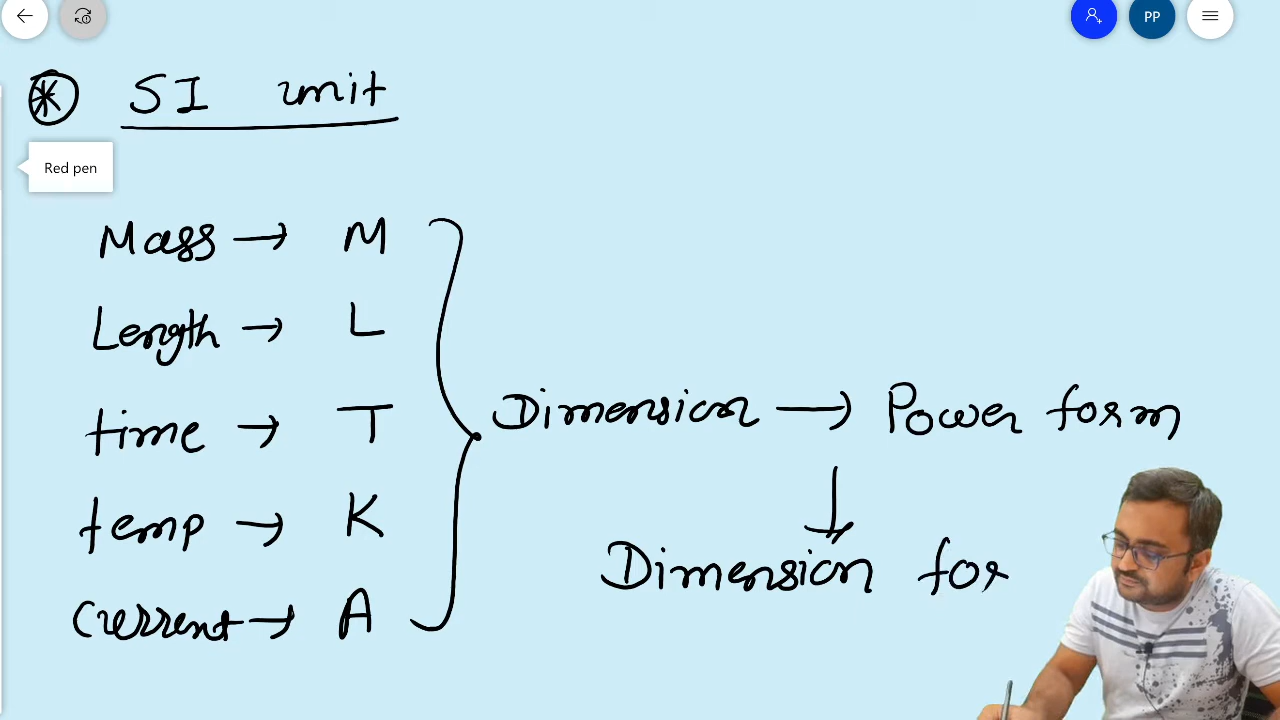 PP
SI unit
Red pen
Mass → M
Length → L
time → T
temp → K
Current → A
Dimension → Power form
↓
Dimension for